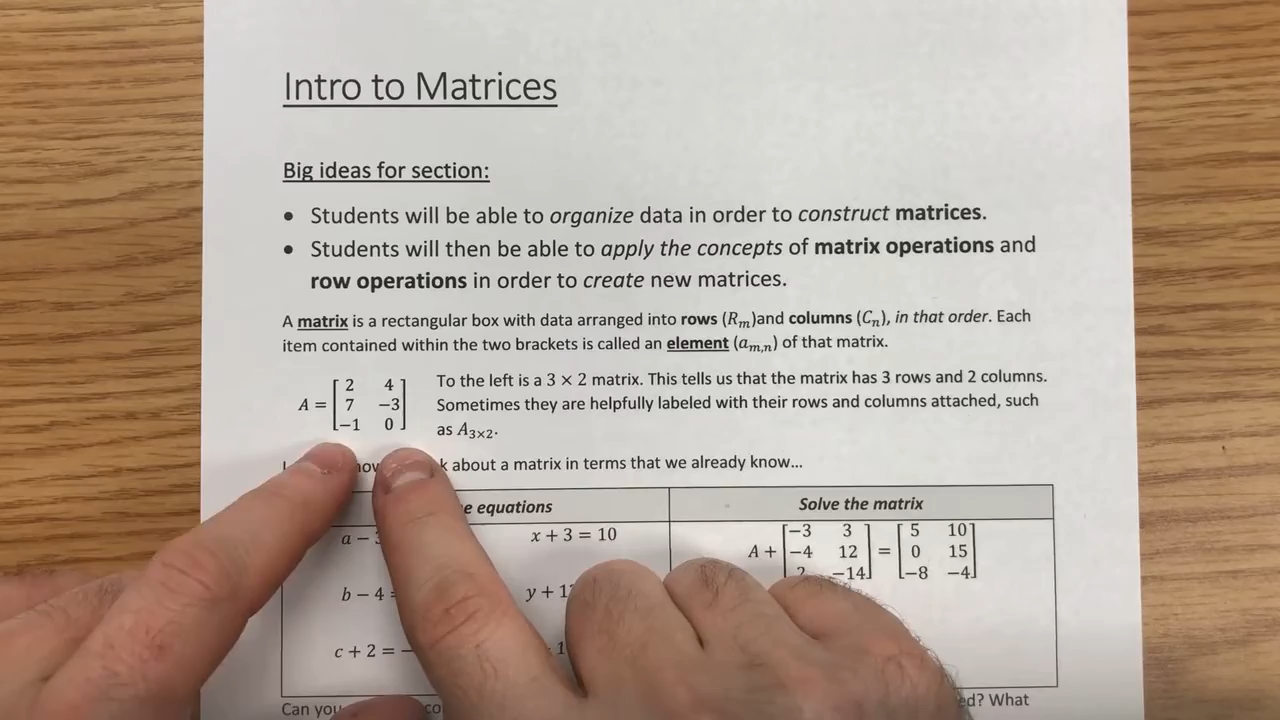 Intro to Matrices
Big ideas for section:
• Students will be able to organize data in order to construct matrices.
• Students will then be able to apply the concepts of matrix operations and
row operations in order to create new matrices.
A matrix is a rectangular box with data arranged into rows (Rₘ)and columns (Cₙ), in that order. Each
item contained within the two brackets is called an element (aₘ,ₙ) of that matrix.
A = [2 4
7 −3
−1 0]
To the left is a 3 × 2 matrix. This tells us that the matrix has 3 rows and 2 columns.
Sometimes they are helpfully labeled with their rows and columns attached, such
as A₃ₓ₂.
about a matrix in terms that we already know...
equations
Solve the matrix
a −
x + 3 = 10
A + [−3 3
−4 12
2 −14] = [5 10
0 15
−8 −4]
b − 4
y + 1
c + 2 = −
Can you
? What